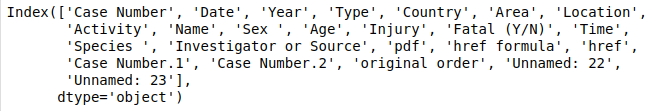 Index(['Case Number', 'Date', 'Year', 'Type', 'Country', 'Area', 'Location',
'Activity', 'Name', 'Sex ', 'Age', 'Injury', 'Fatal (Y/N)', 'Time',
'Species ', 'Investigator or Source', 'pdf', 'href formula', 'href',
'Case Number.1', 'Case Number.2', 'original order', 'Unnamed: 22',
'Unnamed: 23'],
dtype='object')